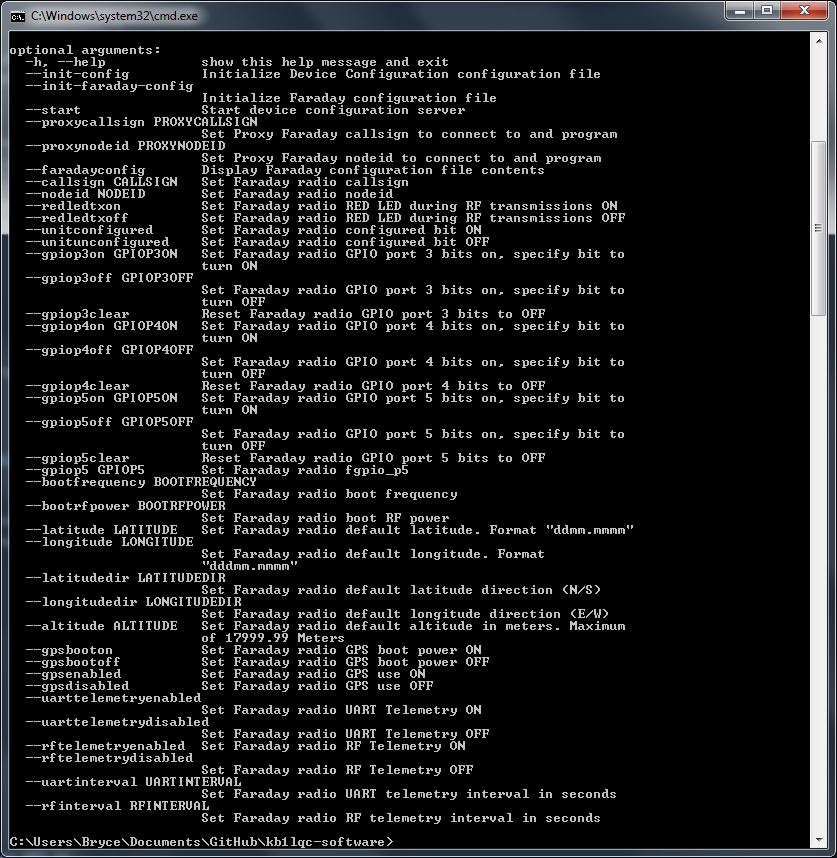 C:\Windows\system32\cmd.exe
optional arguments:
  -h, --help            show this help message and exit
  --init-config         Initialize Device Configuration configuration file
  --init-faraday-config
                        Initialize Faraday configuration file
  --start               Start device configuration server
  --proxycallsign PROXYCALLSIGN
                        Set Proxy Faraday callsign to connect to and program
  --proxynodeid PROXYNODEID
                        Set Proxy Faraday nodeid to connect to and program
  --faradayconfig       Display Faraday configuration file contents
  --callsign CALLSIGN   Set Faraday radio callsign
  --nodeid NODEID       Set Faraday radio nodeid
  --redledtxon          Set Faraday radio RED LED during RF transmissions ON
  --redledtxoff         Set Faraday radio RED LED during RF transmissions OFF
  --unitconfigured      Set Faraday radio configured bit ON
  --unitunconfigured    Set Faraday radio configured bit OFF
  --gpiop3on GPIOP3ON   Set Faraday radio GPIO port 3 bits on, specify bit to
                        turn ON
  --gpiop3off GPIOP3OFF
                        Set Faraday radio GPIO port 3 bits on, specify bit to
                        turn OFF
  --gpiop3clear         Reset Faraday radio GPIO port 3 bits to OFF
  --gpiop4on GPIOP4ON   Set Faraday radio GPIO port 4 bits on, specify bit to
                        turn ON
  --gpiop4off GPIOP4OFF
                        Set Faraday radio GPIO port 4 bits on, specify bit to
                        turn OFF
  --gpiop4clear         Reset Faraday radio GPIO port 4 bits to OFF
  --gpiop5on GPIOP5ON   Set Faraday radio GPIO port 5 bits on, specify bit to
                        turn ON
  --gpiop5off GPIOP5OFF
                        Set Faraday radio GPIO port 5 bits on, specify bit to
                        turn OFF
  --gpiop5clear         Reset Faraday radio GPIO port 5 bits to OFF
  --gpiop5 GPIOP5       Set Faraday radio fgpio_p5
  --bootfrequency BOOTFREQUENCY
                        Set Faraday radio boot frequency
  --bootrfpower BOOTRFPOWER
                        Set Faraday radio boot RF power
  --latitude LATITUDE   Set Faraday radio default latitude. Format "ddmm.mmmm"
  --longitude LONGITUDE
                        Set Faraday radio default longitude. Format
                        "dddmm.mmmm"
  --latitudedir LATITUDEDIR
                        Set Faraday radio default latitude direction (N/S)
  --longitudedir LONGITUDEDIR
                        Set Faraday radio default longitude direction (E/W)
  --altitude ALTITUDE   Set Faraday radio default altitude in meters. Maximum
                        of 17999.99 Meters
  --gpsbooton           Set Faraday radio GPS boot power ON
  --gpsbootoff          Set Faraday radio GPS boot power OFF
  --gpsenabled          Set Faraday radio GPS use ON
  --gpsdisabled         Set Faraday radio GPS use OFF
  --uarttelemetryenabled
                        Set Faraday radio UART Telemetry ON
  --uarttelemetrydisabled
                        Set Faraday radio UART Telemetry OFF
  --rftelemetryenabled  Set Faraday radio RF Telemetry ON
  --rftelemetrydisabled
                        Set Faraday radio RF Telemetry OFF
  --uartinterval UARTINTERVAL
                        Set Faraday radio UART telemetry interval in seconds
  --rfinterval RFINTERVAL
                        Set Faraday radio RF telemetry interval in seconds
C:\Users\Bryce\Documents\GitHub\kb1lqc-software>